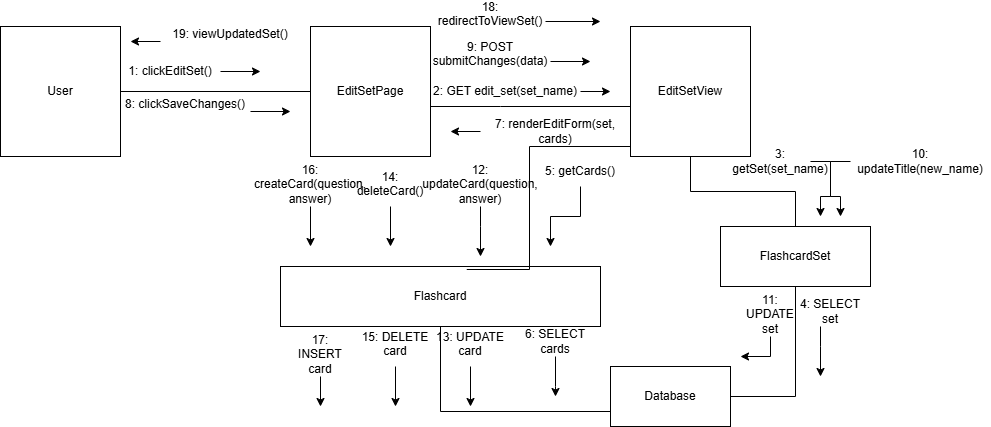 18:
redirectToViewSet()
19: viewUpdatedSet()
9: POST
submitChanges(data)
1: clickEditSet()
User
EditSetPage
2: GET edit_set(set_name)
EditSetView
8: clickSaveChanges()
7: renderEditForm(set,
cards)
3:
getSet(set_name)
10:
updateTitle(new_name)
16:
createCard(question,
answer)
14:
deleteCard()
12:
updateCard(question,
answer)
5: getCards()
FlashcardSet
Flashcard
11:
UPDATE
set
4: SELECT
set
17:
INSERT
card
15: DELETE
card
13: UPDATE
card
6: SELECT
cards
Database